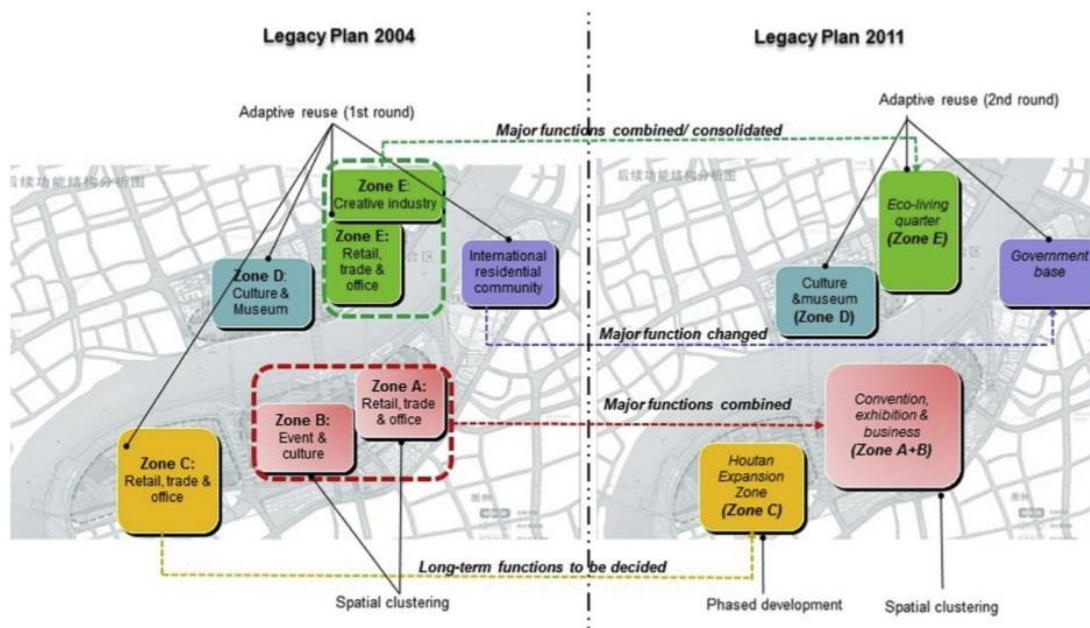 Legacy Plan 2004
Legacy Plan 2011
Adaptive reuse (1st round)
Adaptive reuse (2nd round)
Major functions combined/ consolidated
后续功能结构分析图
后续功能结构分析图
Zone E:
Creative industry
Zone E:
Retail,
trade &
office
合区
Zone D:
Culture &
Museum
International
residential
community
Eco-living
quarter
(Zone E)
Culture
&museum
(Zone D)
Government
base
Major function changed
Zone A:
Retail, trade
& office
Zone B:
Event &
culture
Zone C:
Retail, trade &
office
Major functions combined
Convention,
exhibition &
business
(Zone A+B)
Houtan
Expansion
Zone
(Zone C)
Long-term functions to be decided
Spatial clustering
Phased development
Spatial clustering